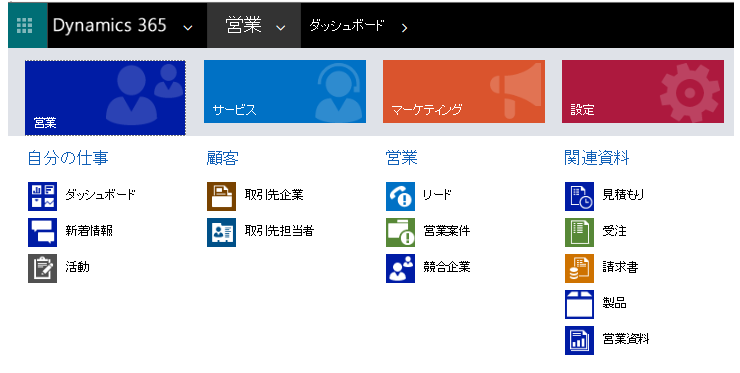 Dynamics 365 営業 ダッシュボード
営業 サービス マーケティング 設定
自分の仕事 顧客 営業 関連資料
ダッシュボード 取引先企業 リード 見積もり
新着情報 取引先担当者 営業案件 受注
活動 競合企業 請求書
製品
営業資料